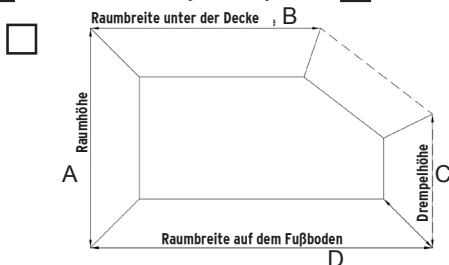 Raumbreite unter der Decke , B
Raumhöhe
A
Drempelhöhe
C
Raumbreite auf dem Fußboden
D